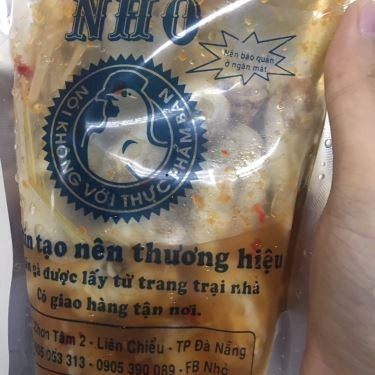 NHỎ
Nên bảo quản
ở ngăn mát
NÓI KHÔNG VỚI THỰC PHẨM BẨN
tạo nên thương hiệu
gà được lấy từ trang trại nhà
Có giao hàng tận nơi.
Chơn Tâm 2 - Liên Chiểu - TP Đà Nẵng
05 053 313 - 0905 390 089 - FB Nhỏ